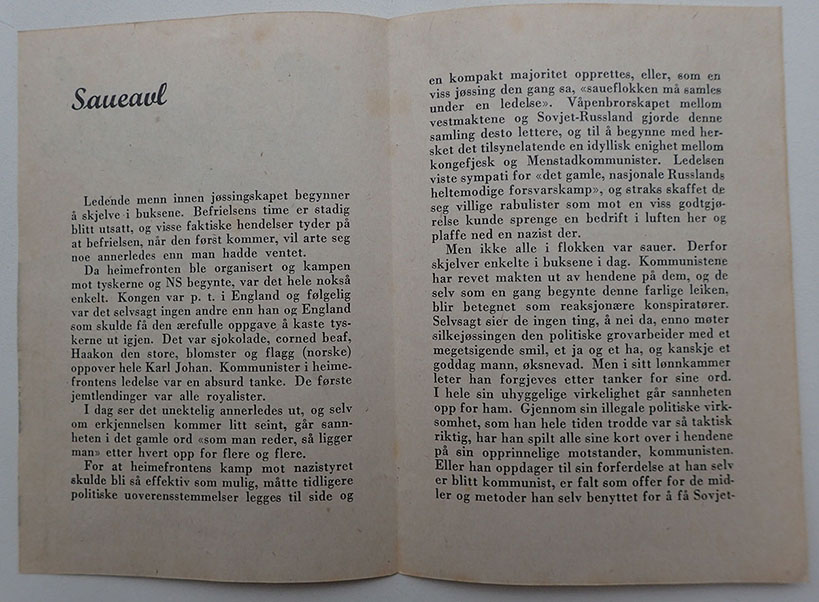 Saueavl
Ledende menn innen jøssingskapet begynner
å skjelve i buksene. Befrielsens time er stadig
blitt utsatt, og visse faktiske hendelser tyder på
at befrielsen, når den først kommer, vil arte seg
noe annerledes enn man hadde ventet.
Da heimefronten ble organisert og kampen
mot tyskerne og NS begynte, var det hele nokså
enkelt. Kongen var p. t. i England og følgelig
var det selvsagt ingen andre enn han og England
som skulde få den ærefulle oppgave å kaste tys-
kerne ut igjen. Det var sjokolade, corned beaf,
Haakon den store, blomster og flagg (norske)
oppover hele Karl Johan. Kommunister i heime-
frontens ledelse var en absurd tanke. De første
jemtlendinger var alle royalister.
I dag ser det unektelig annerledes ut, og selv
om erkjennelsen kommer litt seint, går sann-
heten i det gamle ord «som man reder, så ligger
man» etter hvert opp for flere og flere.
For at heimefrontens kamp mot nazistyret
skulde bli så effektiv som mulig, måtte tidligere
politiske uoverensstemmelser legges til side og
en kompakt majoritet opprettes, eller, som en
viss jøssing den gang sa, «saueflokken må samles
under en ledelse». Våpenbrorskapet mellom
vestmaktene og Sovjet-Russland gjorde denne
samling desto lettere, og til å begynne med her-
sket det tilsynelatende en idyllisk enighet mellom
kongefjesk og Menstadkommunister. Ledelsen
viste sympati for «det gamle, nasjonale Russlands
heltemodige forsvarskamp», og straks skaffet de
seg villige rabulister som mot en viss godtgjø-
relse kunde sprenge en bedrift i luften her og
plaffe ned en nazist der.
Men ikke alle i flokken var sauer. Derfor
skjelver enkelte i buksene i dag. Kommunistene
har revet makten ut av hendene på dem, og de
selv som en gang begynte denne farlige leiken,
blir betegnet som reaksjonære konspiratører.
Selvsagt sier de ingen ting, å nei da, enno møter
silkejøssingen den politiske grovarbeider med et
megetsigende smil, et ja og et ha, og kanskje et
goddag mann, øksnevad. Men i sitt lønnkammer
leter han forgjeves etter tanker for sine ord.
I hele sin uhyggelige virkelighet går sannheten
opp for ham. Gjennom sin illegale politiske virk-
somhet, som han hele tiden trodde var så taktisk
riktig, har han spilt alle sine kort over i hendene
på sin opprinnelige motstander, kommunisten.
Eller han oppdager til sin forferdelse at han selv
er blitt kommunist, er falt som offer for de mid-
ler og metoder han selv benyttet for å få Sovjet-